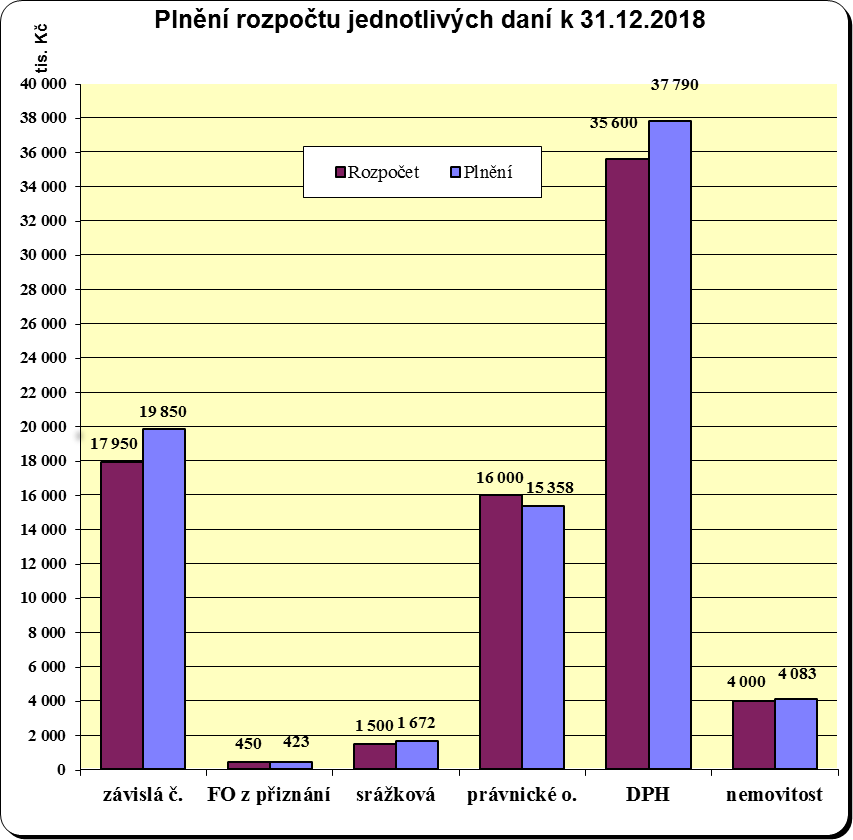 Plnění rozpočtu jednotlivých daní k 31.12.2018
tis. Kč
40 000
38 000
36 000
34 000
32 000
30 000
28 000
26 000
24 000
22 000
20 000
18 000
16 000
14 000
12 000
10 000
8 000
6 000
4 000
2 000
0
Rozpočet Plnění
17 950 19 850
450 423
1 500 1 672
16 000 15 358
35 600 37 790
4 000 4 083
závislá č. FO z přiznání srážková právnické o. DPH nemovitost